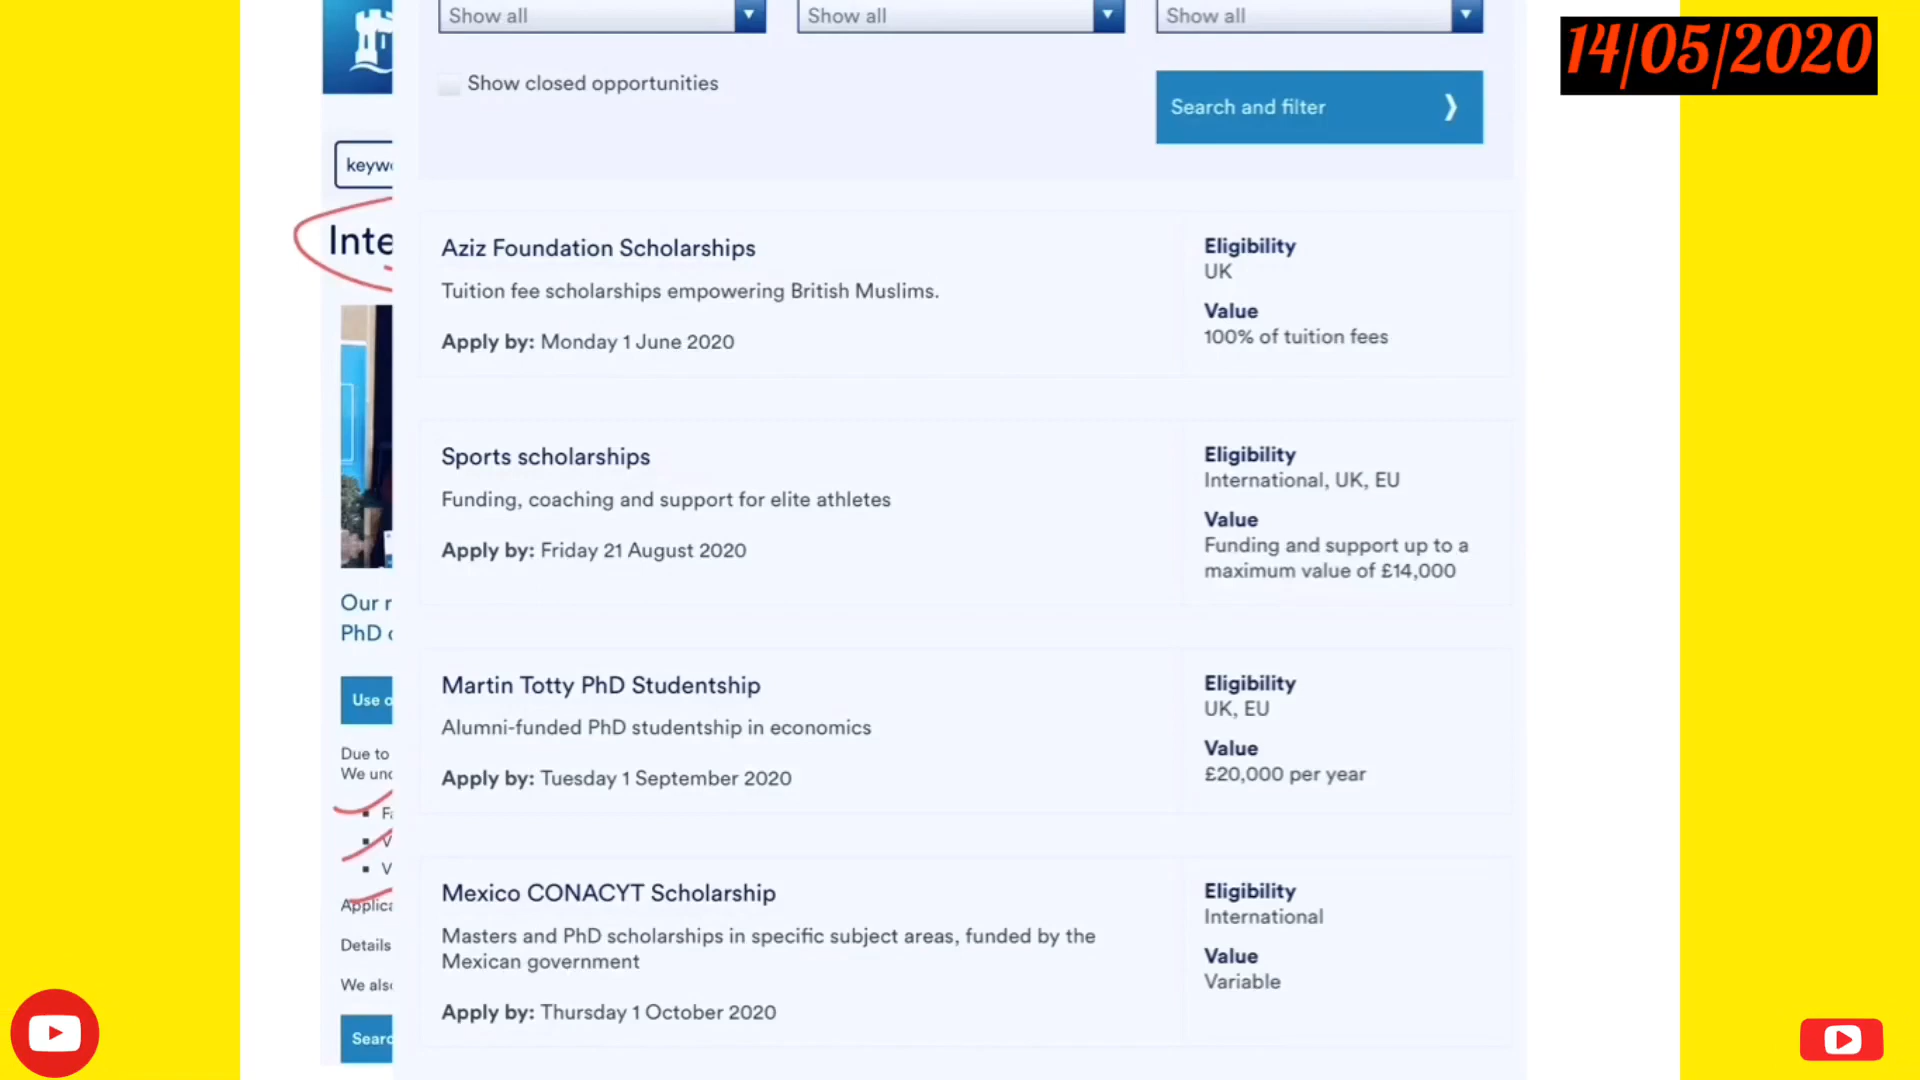 Show all
Show all
Show all
14/05/2020
Show closed opportunities
Search and filter
Aziz Foundation Scholarships
Tuition fee scholarships empowering British Muslims.
Apply by: Monday 1 June 2020
Eligibility
UK
Value
100% of tuition fees
Sports scholarships
Funding, coaching and support for elite athletes
Apply by: Friday 21 August 2020
Eligibility
International, UK, EU
Value
Funding and support up to a
maximum value of £14,000
Martin Totty PhD Studentship
Alumni-funded PhD studentship in economics
Apply by: Tuesday 1 September 2020
Eligibility
UK, EU
Value
£20,000 per year
Mexico CONACYT Scholarship
Masters and PhD scholarships in specific subject areas, funded by the
Mexican government
Apply by: Thursday 1 October 2020
Eligibility
International
Value
Variable
Our
PhD
Use
Due to
We
Details
We